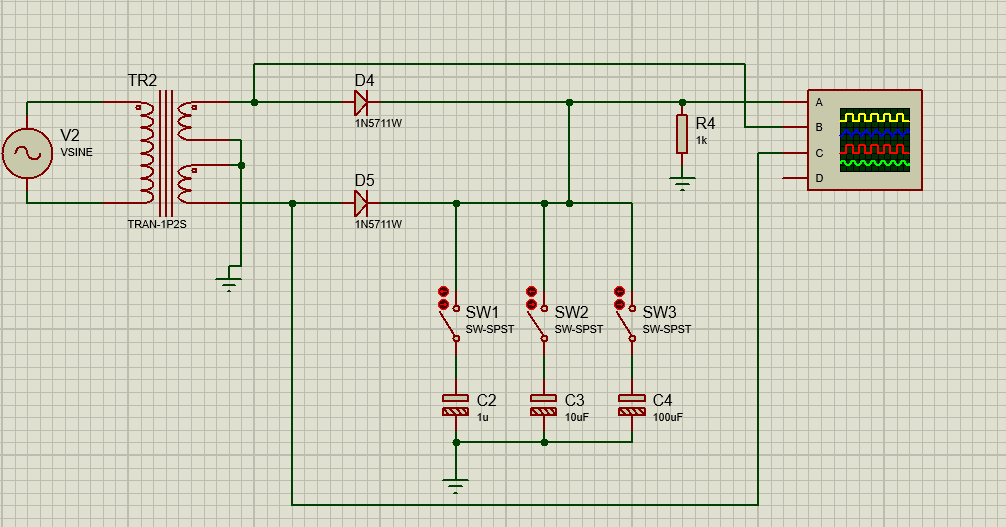 TR2
D4
1N5711W
A
V2
VSINE
R4
1k
B
C
D
D5
1N5711W
TRAN-1P2S
SW1
SW-SPST
SW2
SW-SPST
SW3
SW-SPST
C2
1u
C3
10uF
C4
100uF